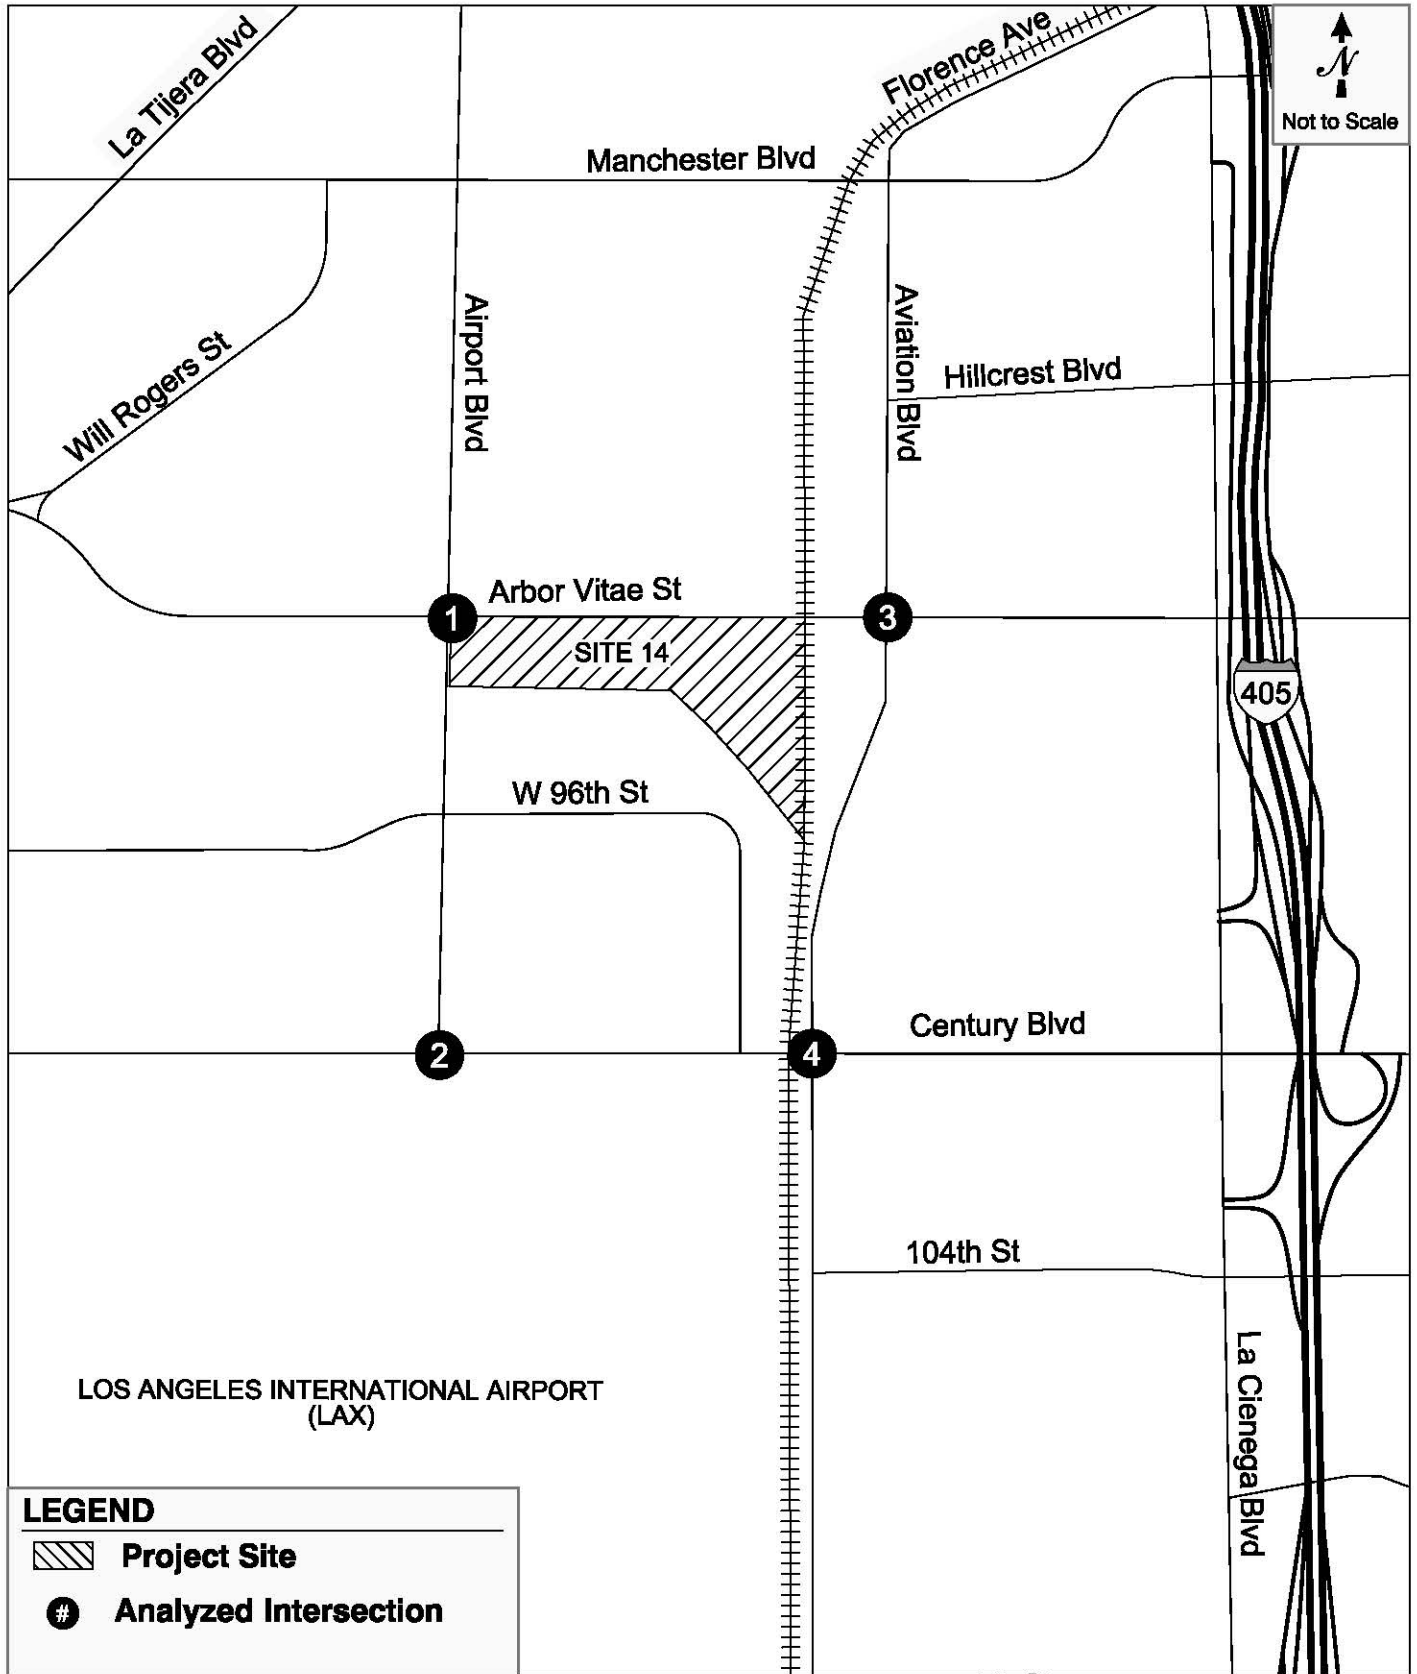 La Tijera Blvd
Florence Ave
N
Not to Scale
Manchester Blvd
Airport Blvd
Aviation Blvd
Hillcrest Blvd
Will Rogers St
Arbor Vitae St
1
3
SITE 14
405
W 96th St
Century Blvd
2
4
104th St
La Cienega Blvd
LOS ANGELES INTERNATIONAL AIRPORT
(LAX)
LEGEND
Project Site
# Analyzed Intersection